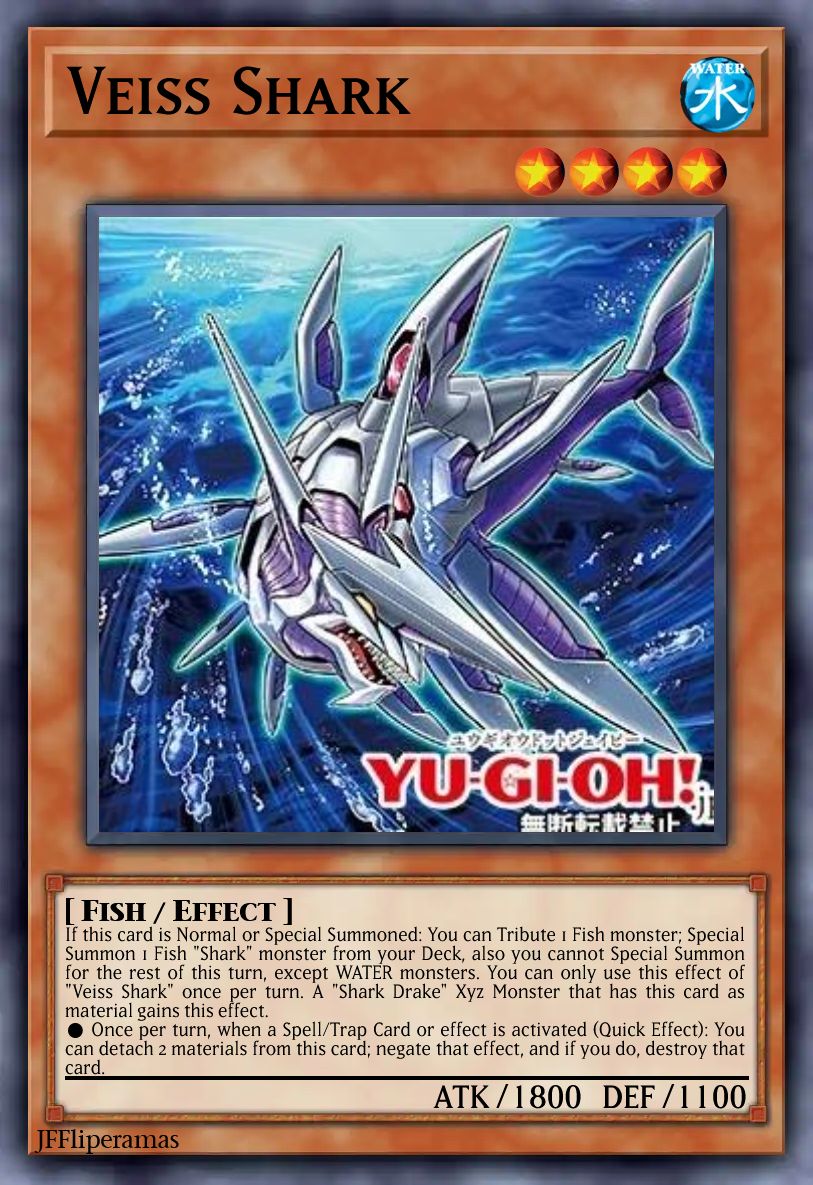 Veiss Shark
WATER
水
ユウギオウドットジェイピー
YU-GI-OH!
無断転載禁止
[ Fish / Effect ]
If this card is Normal or Special Summoned: You can Tribute 1 Fish monster; Special
Summon 1 Fish "Shark" monster from your Deck, also you cannot Special Summon
for the rest of this turn, except WATER monsters. You can only use this effect of
"Veiss Shark" once per turn. A "Shark Drake" Xyz Monster that has this card as
material gains this effect.
● Once per turn, when a Spell/Trap Card or effect is activated (Quick Effect): You
can detach 2 materials from this card; negate that effect, and if you do, destroy that
card.
ATK/1800 DEF/1100
JFFliperamas